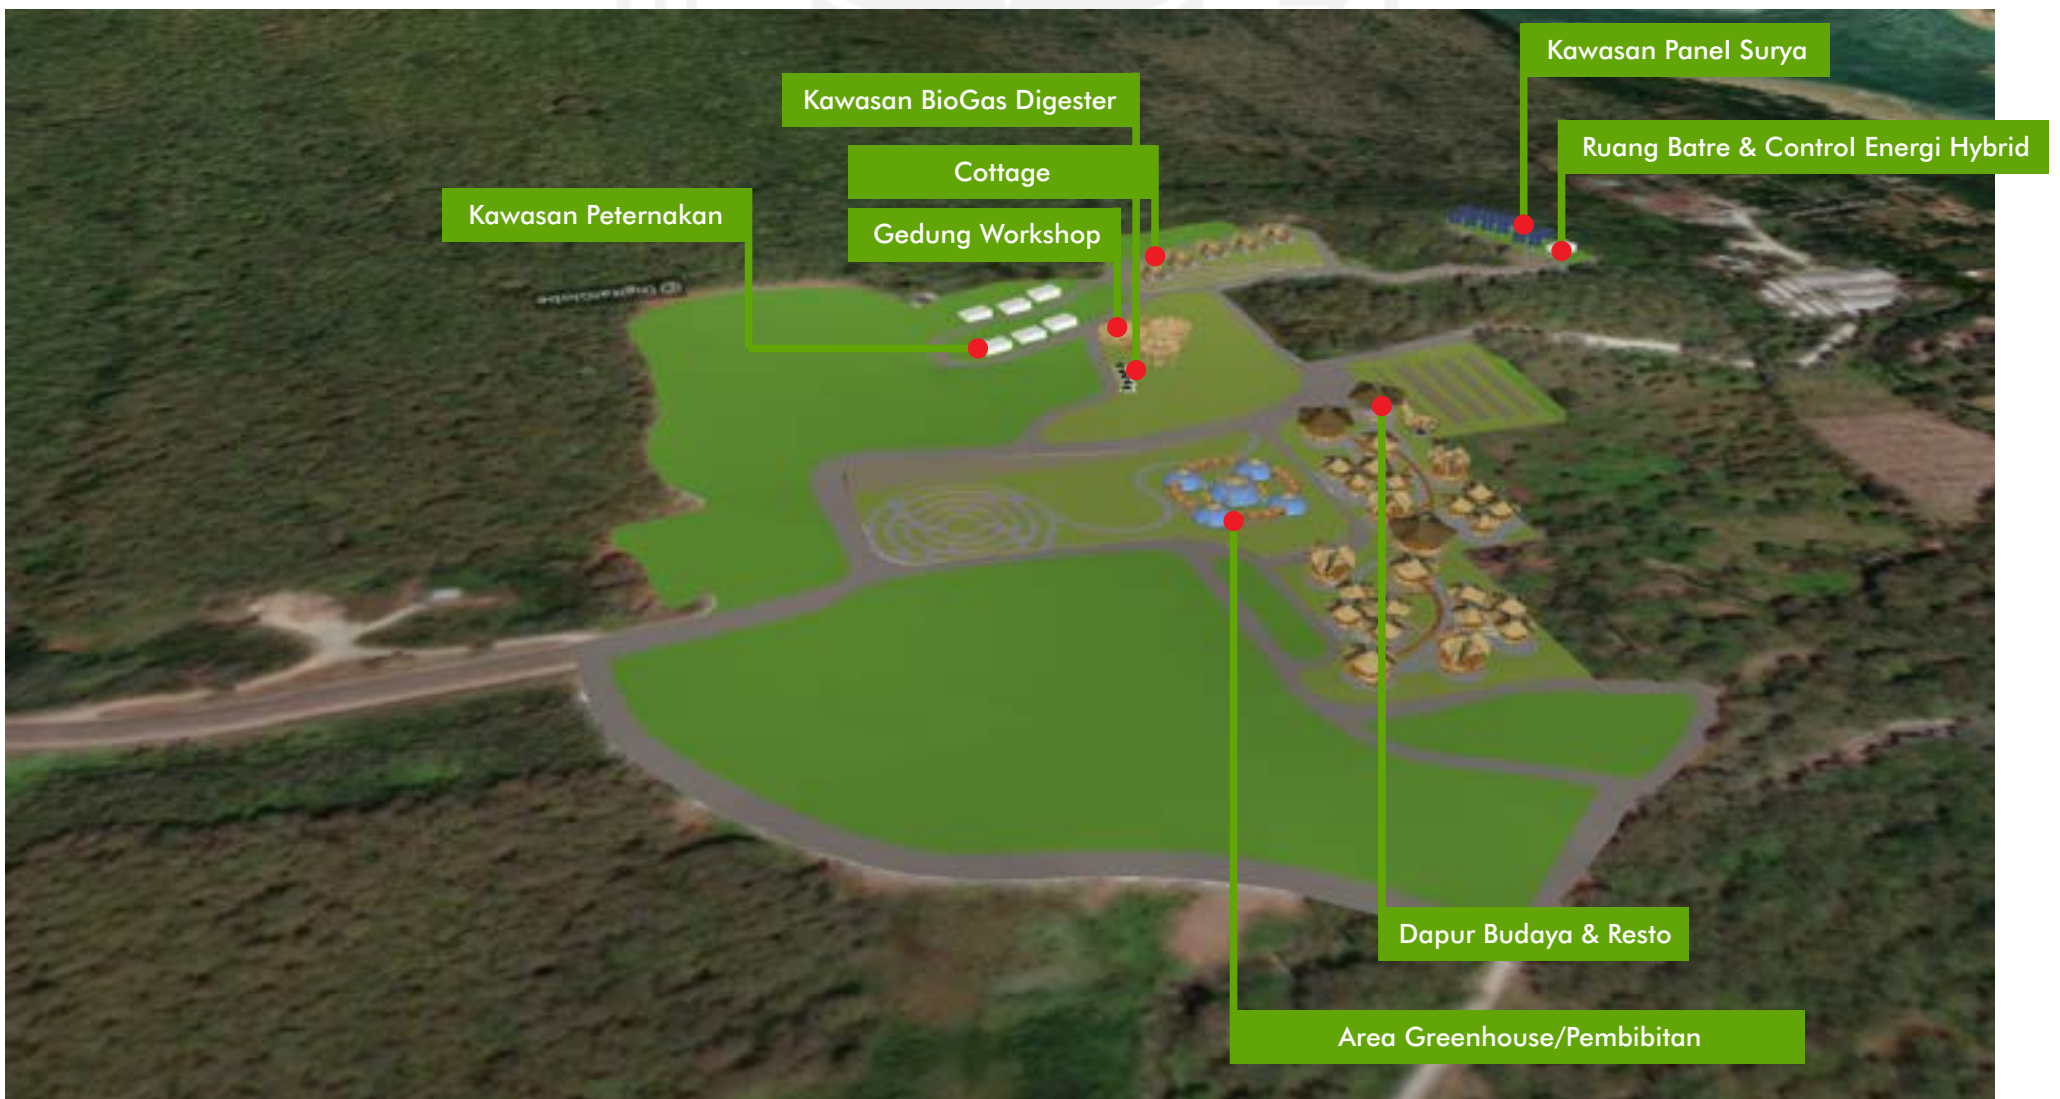 Kawasan Panel Surya
Kawasan BioGas Digester
Ruang Batre & Control Energi Hybrid
Cottage
Kawasan Peternakan
Gedung Workshop
© DigitalGlobe
Dapur Budaya & Resto
Area Greenhouse/Pembibitan